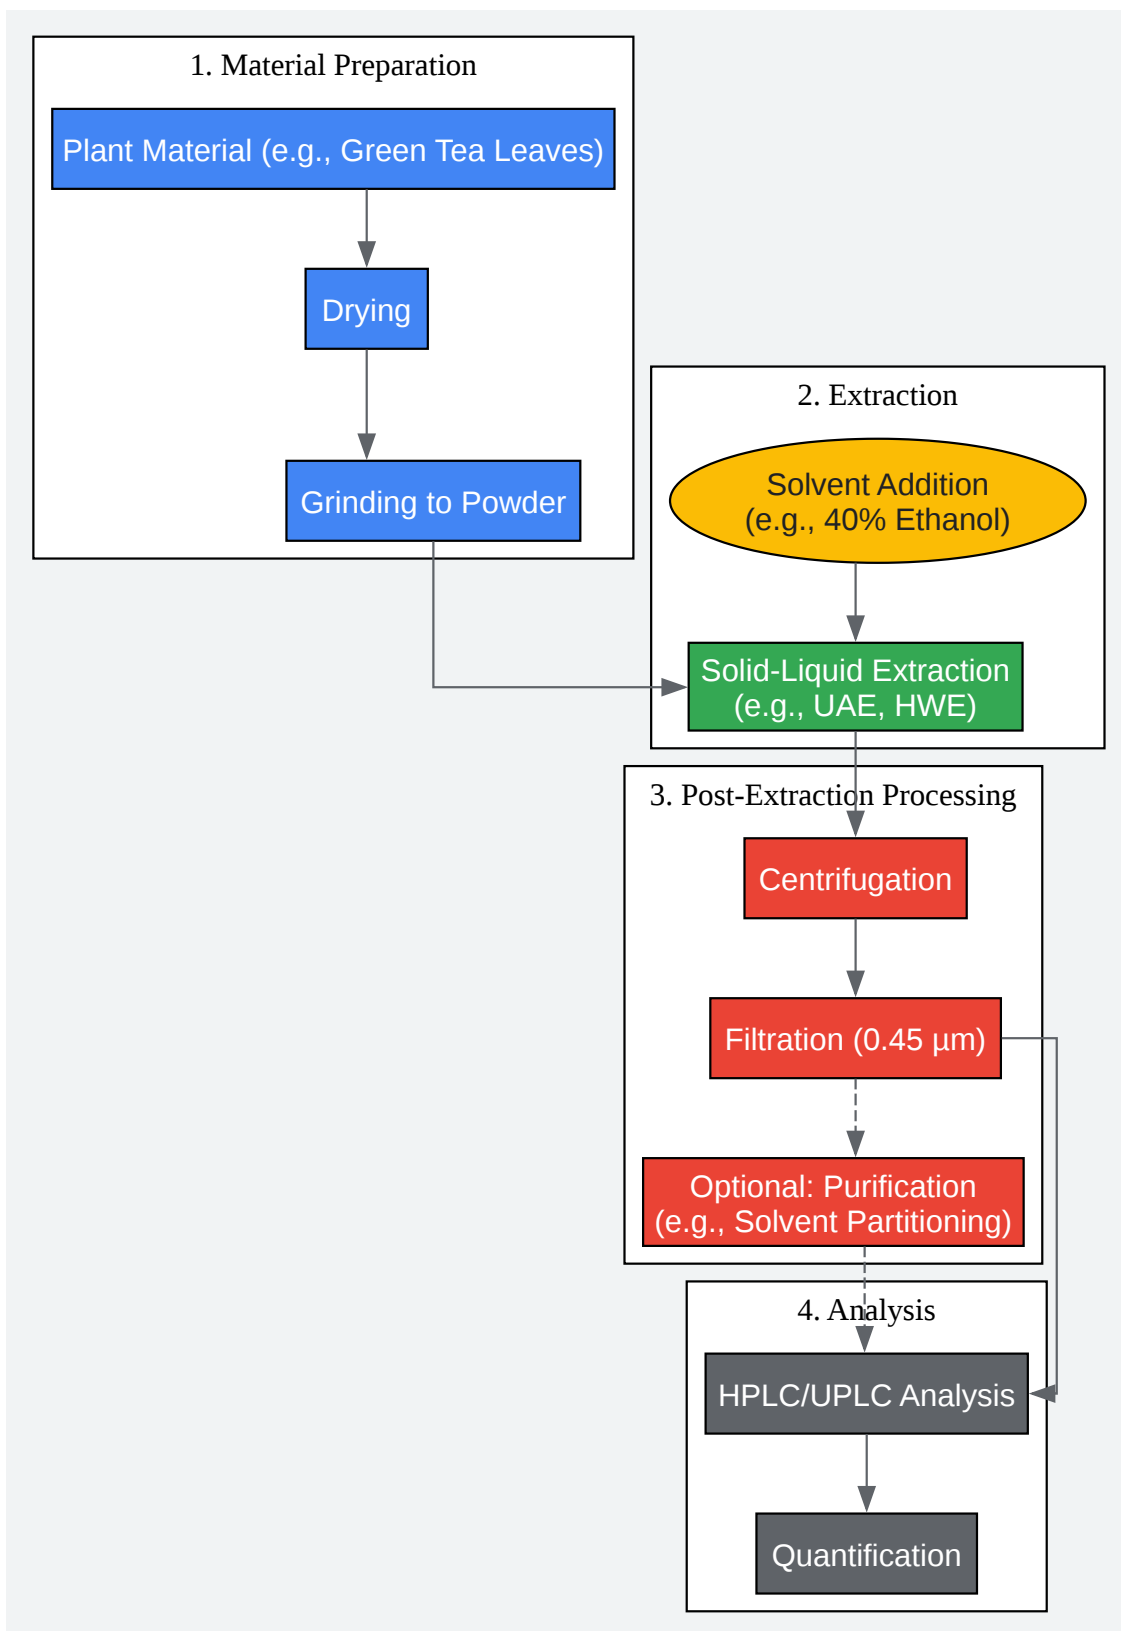 1. Material Preparation
Plant Material (e.g., Green Tea Leaves)
Drying
Grinding to Powder
2. Extraction
Solvent Addition
(e.g., 40% Ethanol)
Solid-Liquid Extraction
(e.g., UAE, HWE)
3. Post-Extraction Processing
Centrifugation
Filtration (0.45 µm)
Optional: Purification
(e.g., Solvent Partitioning)
4. Analysis
HPLC/UPLC Analysis
Quantification